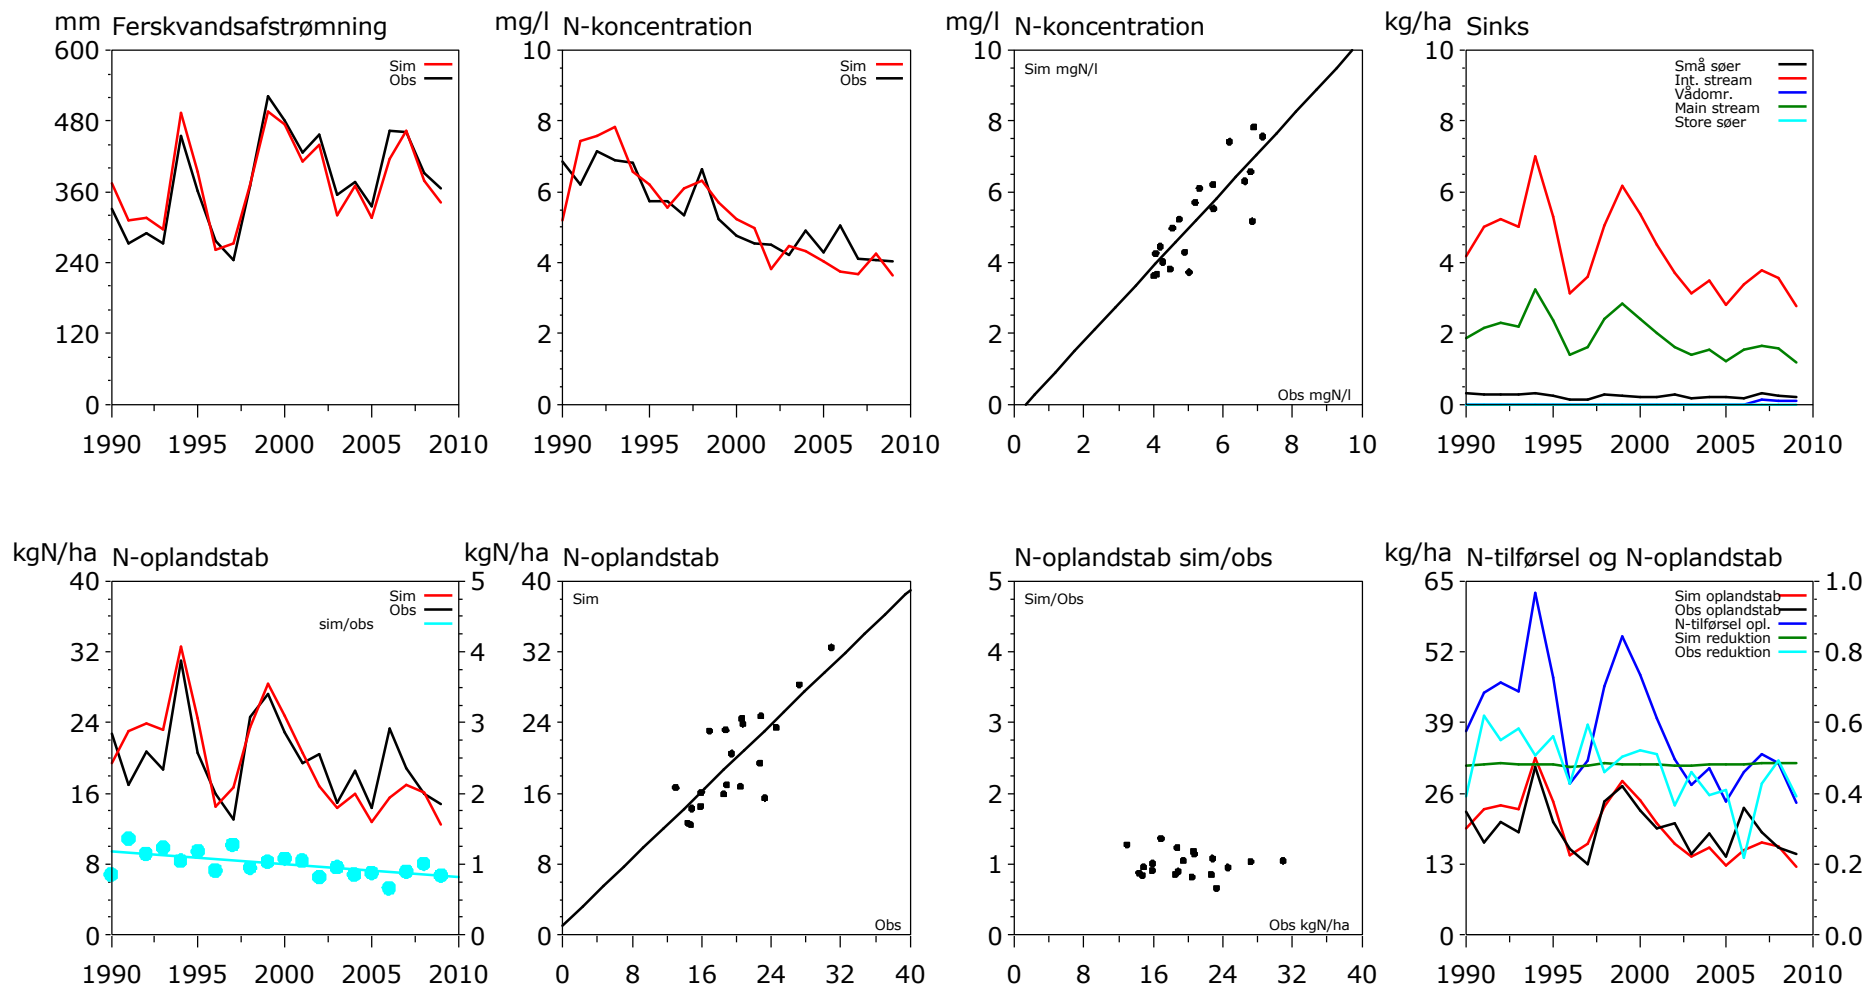 mm Ferskvandsafstrømning
600
480
360
240
120
0
1990 1995 2000 2005 2010
Sim
Obs
mg/l N-koncentration
10
8
6
4
2
0
1990 1995 2000 2005 2010
Sim
Obs
mg/l N-koncentration
10
8
6
4
2
0
0 2 4 6 8 10
Sim mgN/l
Obs mgN/l
kg/ha Sinks
10
8
6
4
2
0
1990 1995 2000 2005 2010
Små søer
Int. stream
Vådomr.
Main stream
Store søer
kgN/ha N-oplandstab
40
32
24
16
8
0
5
4
3
2
1
0
1990 1995 2000 2005 2010
Sim
Obs
sim/obs
kgN/ha N-oplandstab
40
32
24
16
8
0
0 8 16 24 32 40
Sim
Obs
N-oplandstab sim/obs
5
4
3
2
1
0
0 8 16 24 32 40
Sim/Obs
Obs kgN/ha
kg/ha N-tilførsel og N-oplandstab
65
52
39
26
13
0
1.0
0.8
0.6
0.4
0.2
0.0
1990 1995 2000 2005 2010
Sim oplandstab
Obs oplandstab
N-tilførsel opl.
Sim reduktion
Obs reduktion